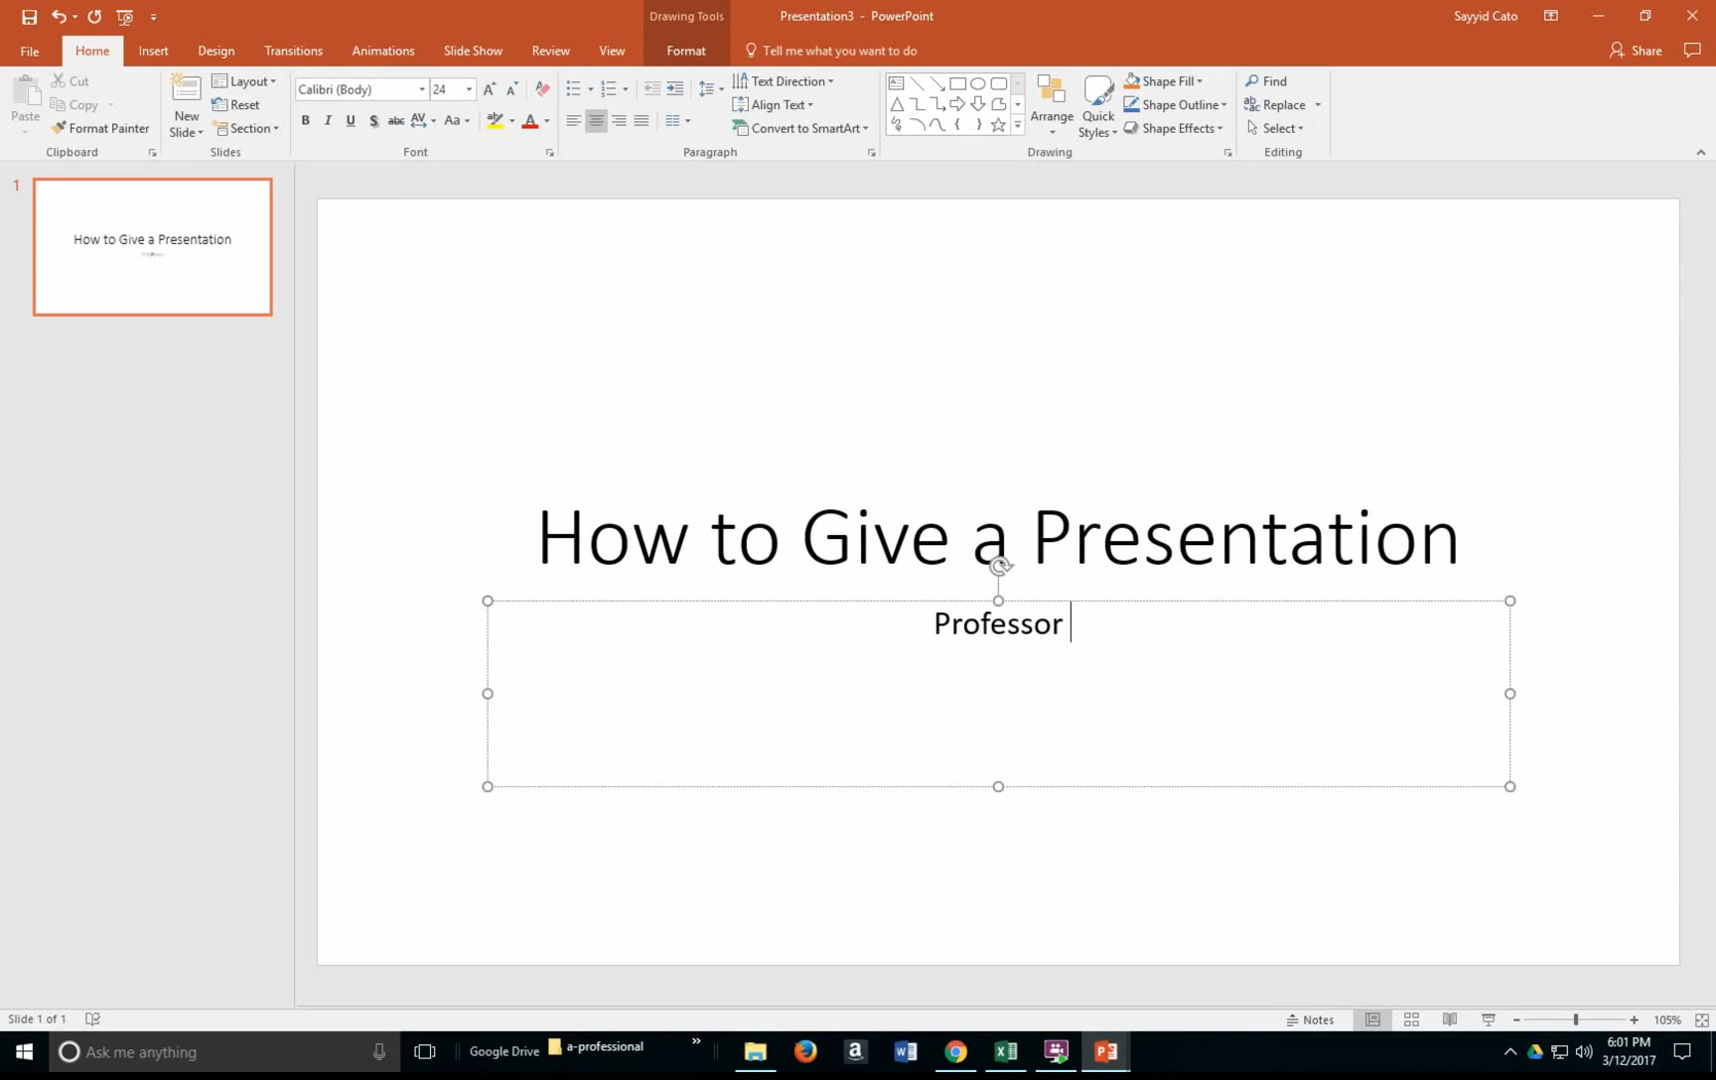 Drawing Tools
Presentation3 - PowerPoint
Sayyid Cato
File
Home
Insert
Design
Transitions
Animations
Slide Show
Review
View
Format
Tell me what you want to do
Share
Paste
Cut
Copy
Format Painter
Clipboard
New
Slide
Layout
Reset
Section
Slides
Calibri (Body)
24
B I U S abc AV Aa A
Font
Text Direction
Align Text
Convert to SmartArt
Paragraph
Arrange
Quick
Styles
Shape Fill
Shape Outline
Shape Effects
Drawing
Find
Replace
Select
Editing
1
How to Give a Presentation
How to Give a Presentation
Professor
Slide 1 of 1
Notes
105%
Ask me anything
Google Drive
a-professional
»
6:01 PM
3/12/2017